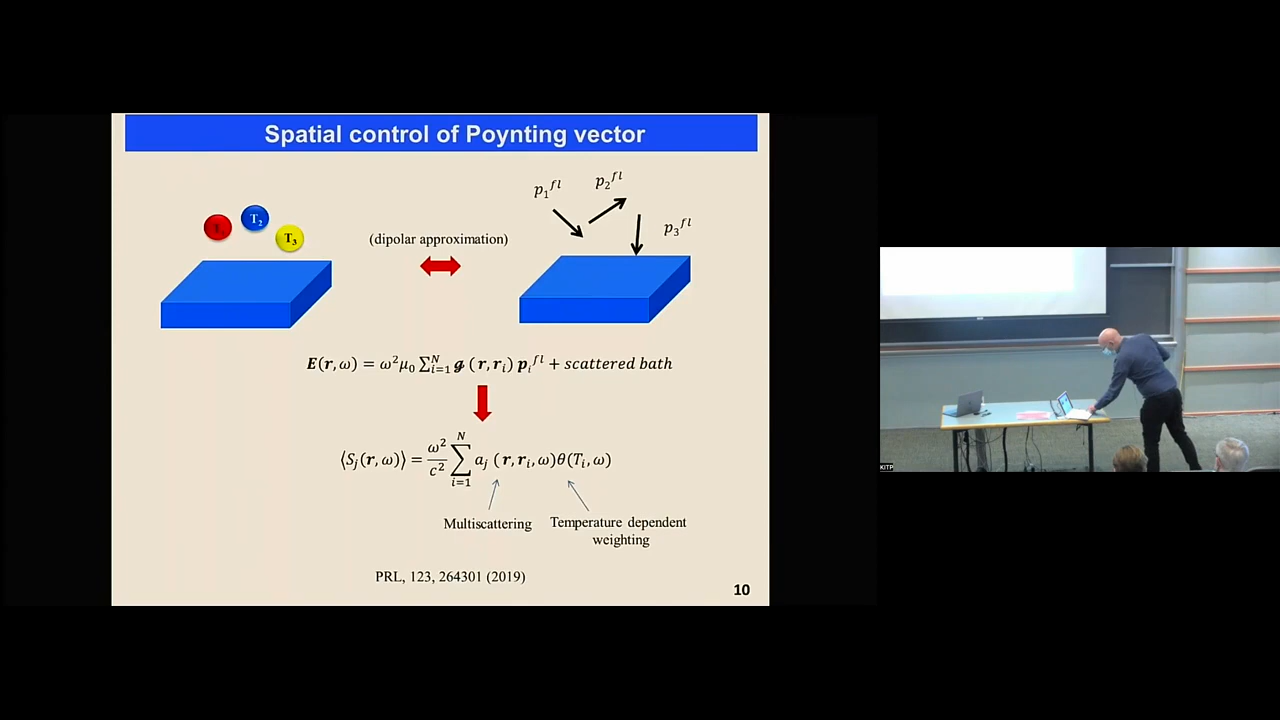 Spatial control of Poynting vector
T₂
T₃
(dipolar approximation)
p₁^fl
p₂^fl
p₃^fl
E(r, ω) = ω²μ₀ ∑ᵢ₌₁ᴺ ℊ (r, rᵢ) pᵢ^fl + scattered bath
⟨Sⱼ(r, ω)⟩ = ω²/c² ∑ᵢ₌₁ᴺ aⱼ (r, rᵢ, ω)θ(Tᵢ, ω)
Multiscattering
Temperature dependent
weighting
PRL, 123, 264301 (2019)
10
KITP